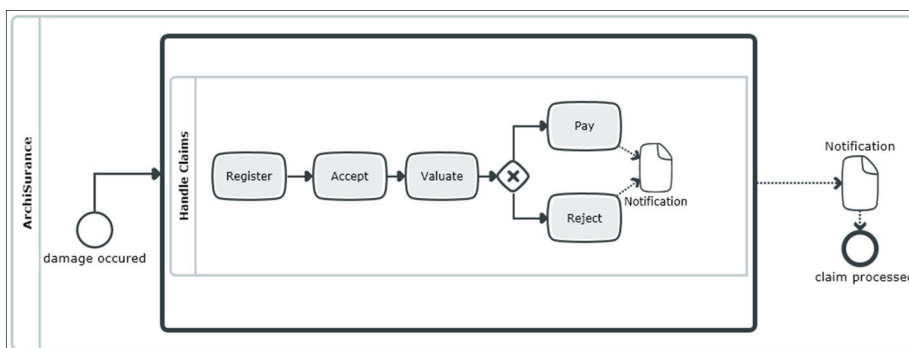 ArchiSurance
damage occured
Handle Claims
Register
Accept
Valuate
Pay
Reject
Notification
Notification
claim processed